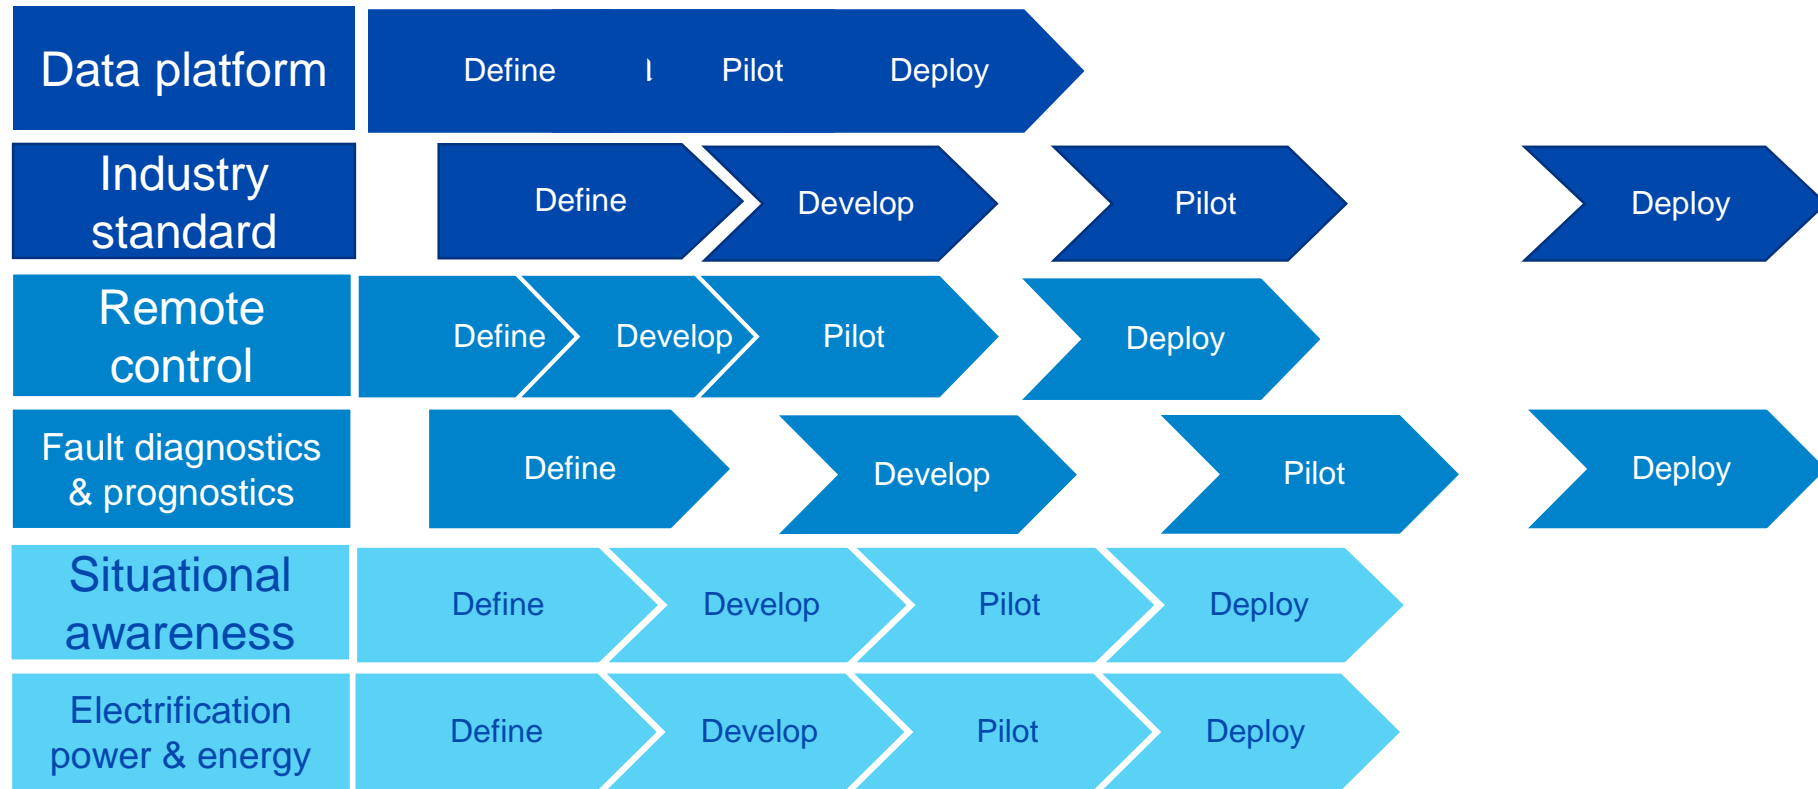 Data platform
Define Pilot Deploy
Industry
standard
Define Develop Pilot Deploy
Remote
control
Define Develop Pilot Deploy
Fault diagnostics
& prognostics
Define Develop Pilot Deploy
Situational
awareness
Define Develop Pilot Deploy
Electrification
power & energy
Define Develop Pilot Deploy